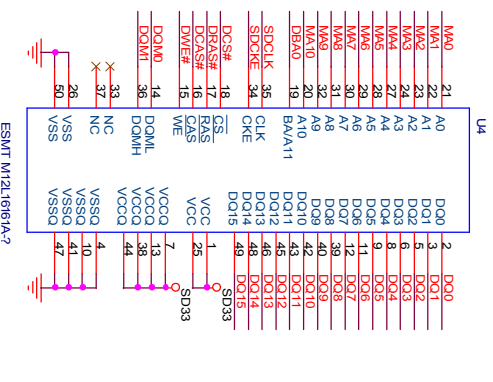 U4
MA0 21 A0 DQ0 2 DQ0
MA1 22 A1 DQ1 3 DQ1
MA2 23 A2 DQ2 5 DQ2
MA3 24 A3 DQ3 6 DQ3
MA4 27 A4 DQ4 8 DQ4
MA5 28 A5 DQ5 9 DQ5
MA6 29 A6 DQ6 11 DQ6
MA7 30 A7 DQ7 12 DQ7
MA8 31 A8 DQ8 39 DQ8
MA9 32 A9 DQ9 40 DQ9
MA10 20 A10 DQ10 42 DQ10
DBA0 19 BA/A11 DQ11 43 DQ11
DQ12 45 DQ12
SDCLK 35 CLK DQ13 46 DQ13
SDCKE 34 CKE DQ14 48 DQ14
DQ15 49 DQ15
DCS# 18 CS
SD33
DRAS# 17 RAS VCC 1
DCAS# 16 CAS VCC 25
DWE# 15 WE
SD33
VCCQ 7
DQM0 14 DQML VCCQ 13
DQM1 36 DQMH VCCQ 38
VCCQ 44
33 NC
37 NC VSSQ 4
VSSQ 10
26 VSS VSSQ 41
50 VSS VSSQ 47
ESMT M12L16161A-?